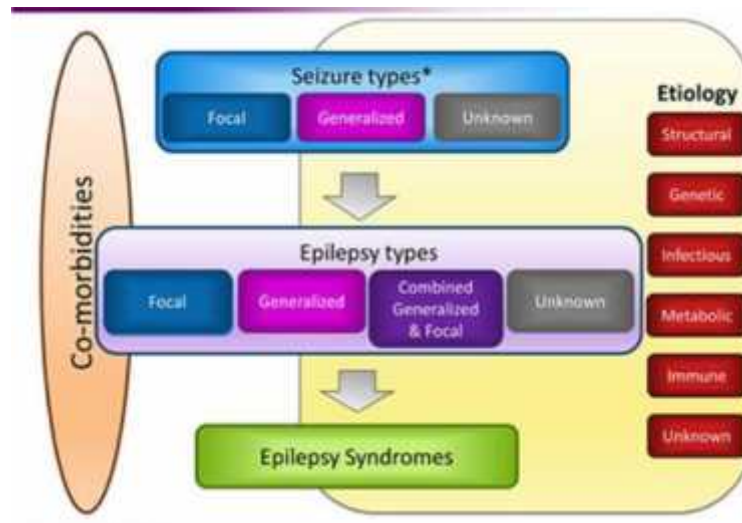 Co-morbidities
Seizure types*
Focal
Generalized
Unknown
Epilepsy types
Focal
Generalized
Combined
Generalized
& Focal
Unknown
Epilepsy Syndromes
Etiology
Structural
Genetic
Infectious
Metabolic
Immune
Unknown